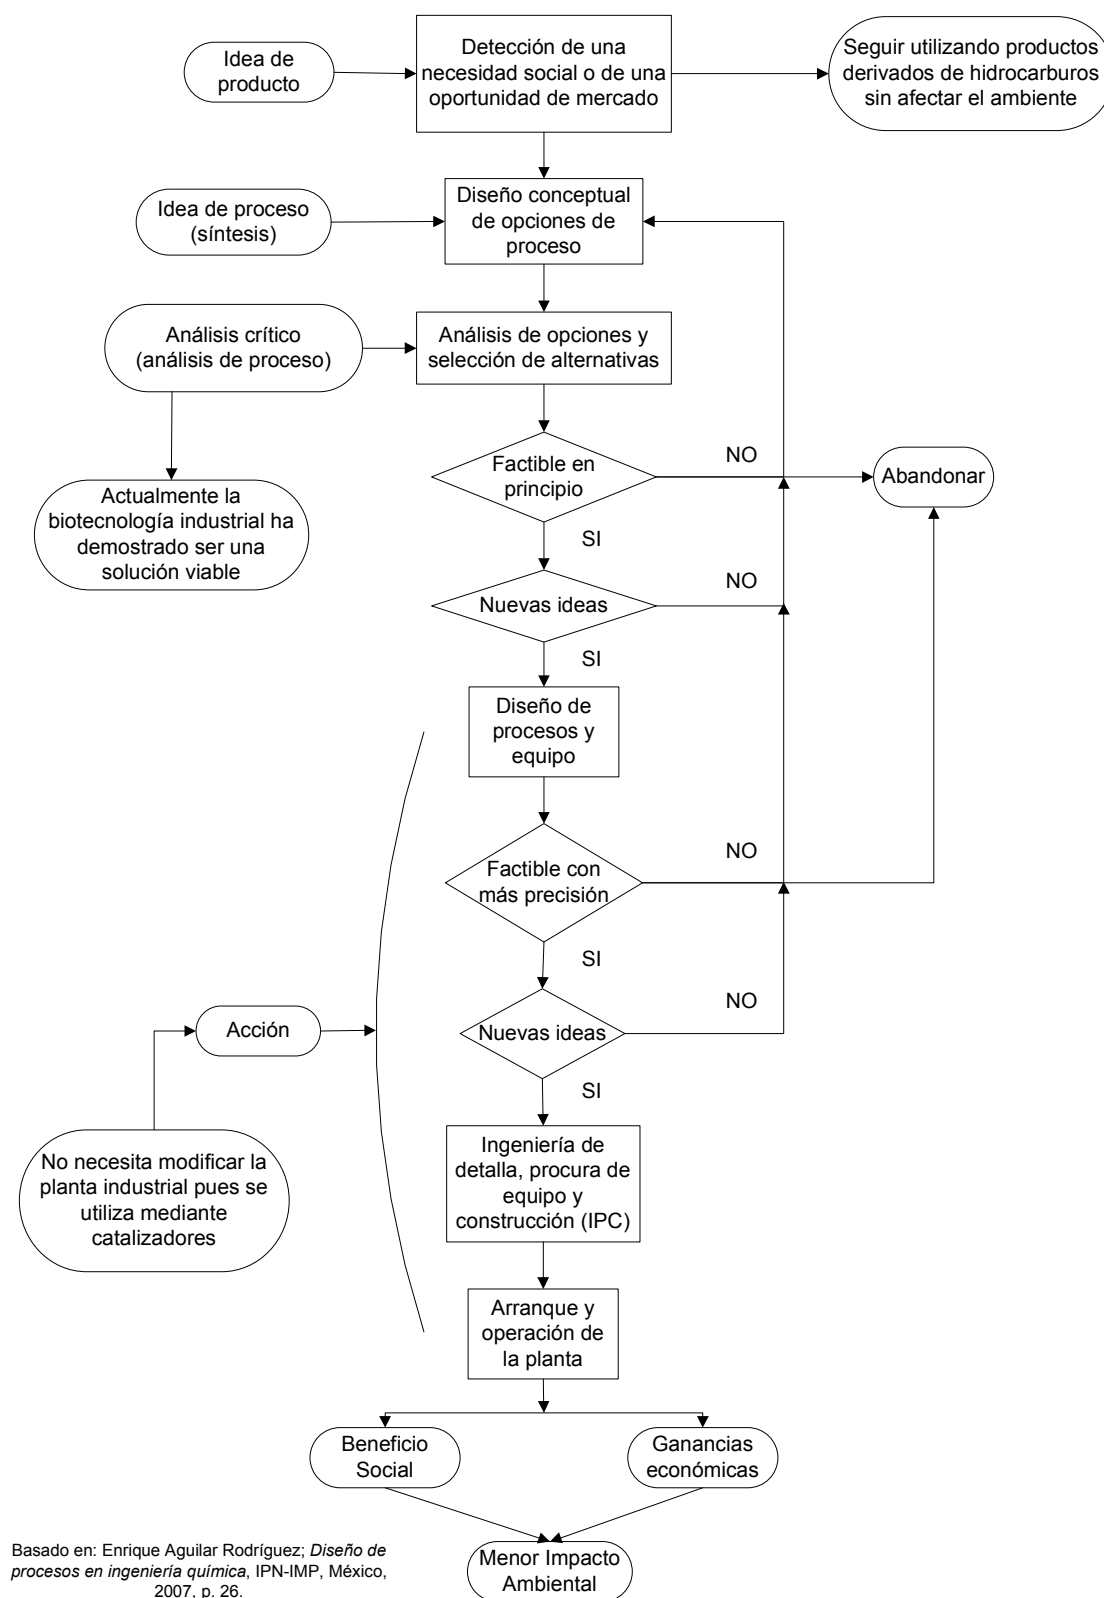 Idea de
producto
Detección de una
necesidad social o de una
oportunidad de mercado
Seguir utilizando productos
derivados de hidrocarburos
sin afectar el ambiente
Idea de proceso
(síntesis)
Diseño conceptual
de opciones de
proceso
Análisis crítico
(análisis de proceso)
Análisis de opciones y
selección de alternativas
Factible en
principio
NO
Abandonar
Actualmente la
biotecnología industrial ha
demostrado ser una
solución viable
SI
Nuevas ideas
NO
SI
Diseño de
procesos y
equipo
Factible con
más precisión
NO
SI
Nuevas ideas
NO
Acción
SI
No necesita modificar la
planta industrial pues se
utiliza mediante
catalizadores
Ingeniería de
detalla, procura de
equipo y
construcción (IPC)
Arranque y
operación de
la planta
Beneficio
Social
Ganancias
económicas
Menor Impacto
Ambiental
Basado en: Enrique Aguilar Rodríguez; Diseño de
procesos en ingeniería química, IPN-IMP, México,
2007, p. 26.